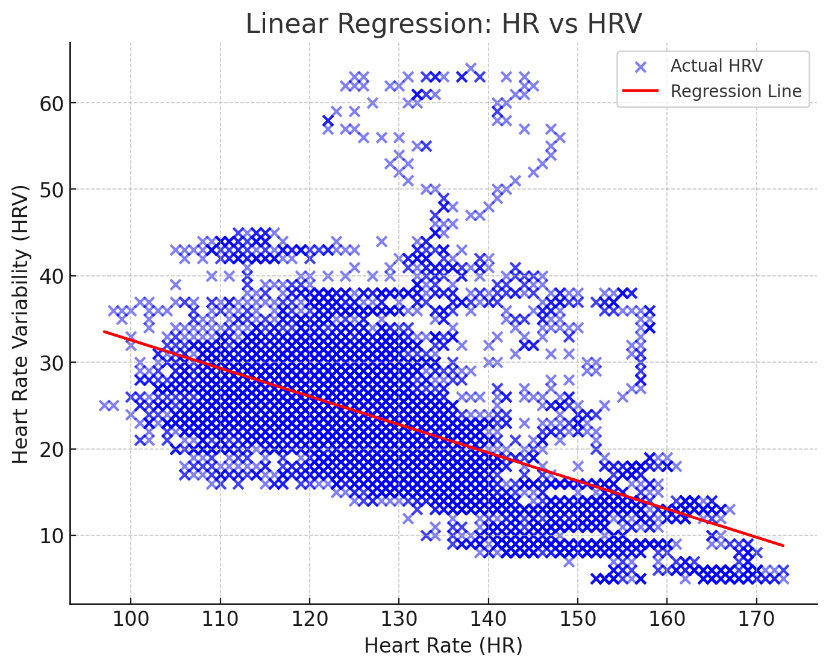 Linear Regression: HR vs HRV
Actual HRV
Regression Line
Heart Rate Variability (HRV)
60
50
40
30
20
10
100 110 120 130 140 150 160 170
Heart Rate (HR)